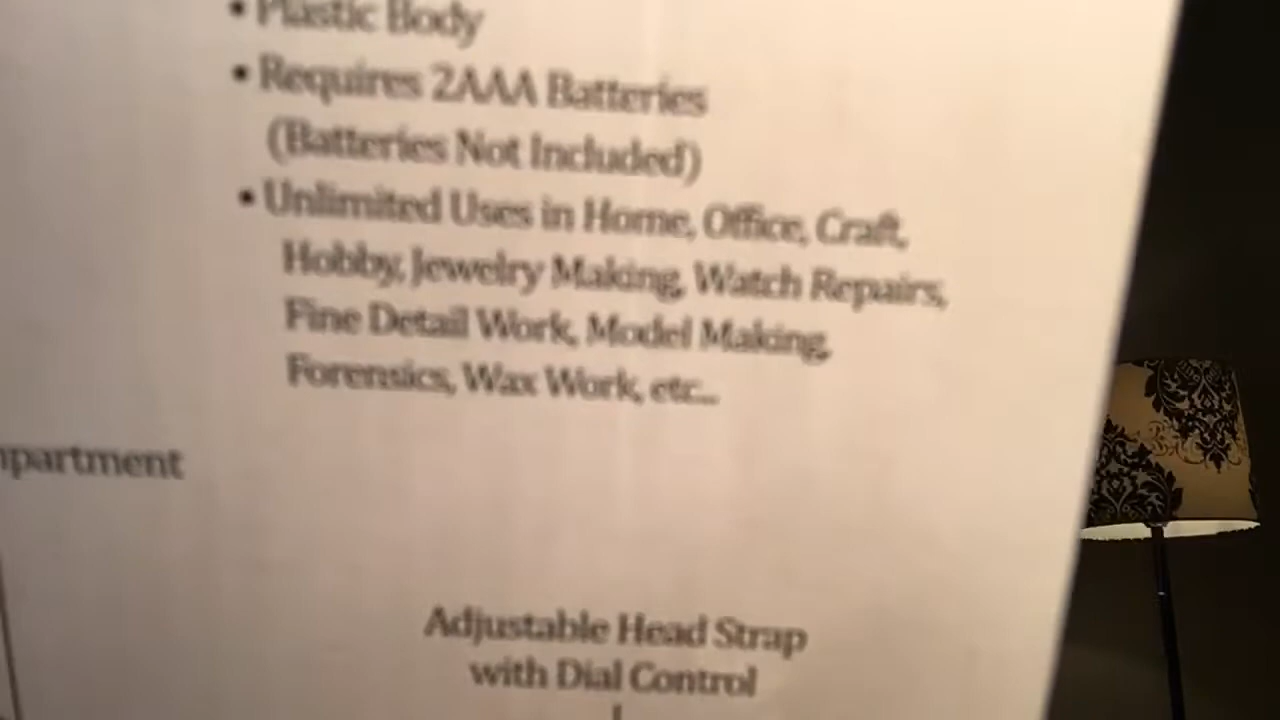 • Plastic Body
• Requires 2AAA Batteries
(Batteries Not Included)
• Unlimited Uses in Home, Office, Craft,
Hobby, Jewelry Making, Watch Repairs,
Fine Detail Work, Model Making,
Forensics, Wax Work, etc...
npartment
Adjustable Head Strap
with Dial Control